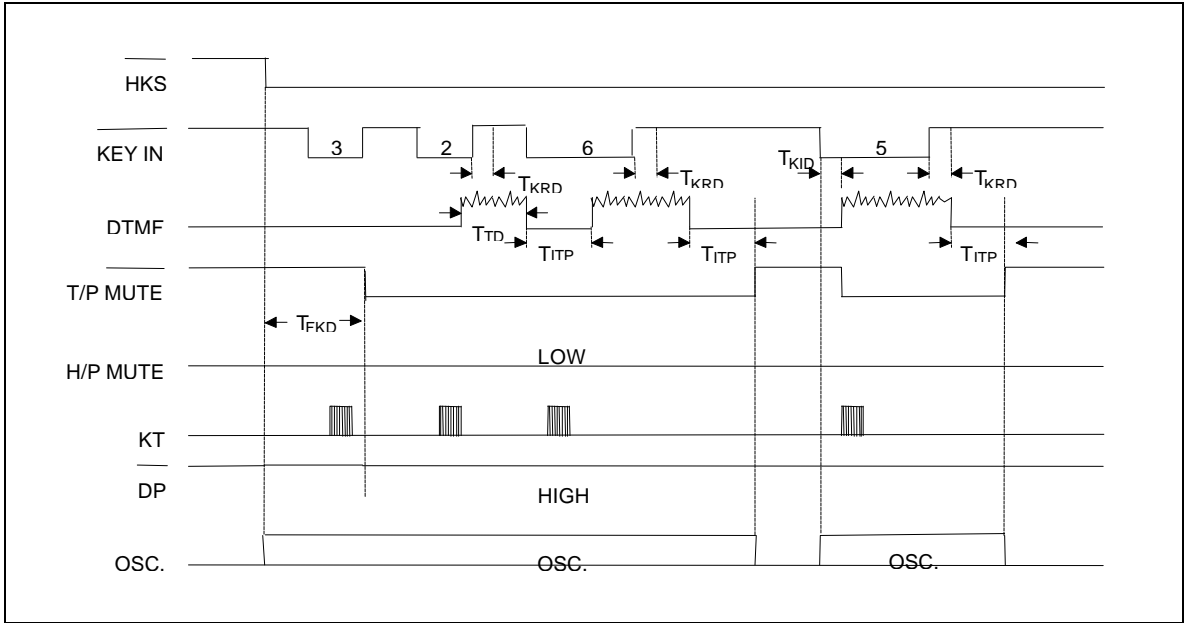 HKS
KEY IN
3
2
6
5
TKRD
TKRD
TKID
TKRD
DTMF
TTD
TITP
TITP
TITP
T/P MUTE
TFKD
H/P MUTE
LOW
KT
DP
HIGH
OSC.
OSC.
OSC.